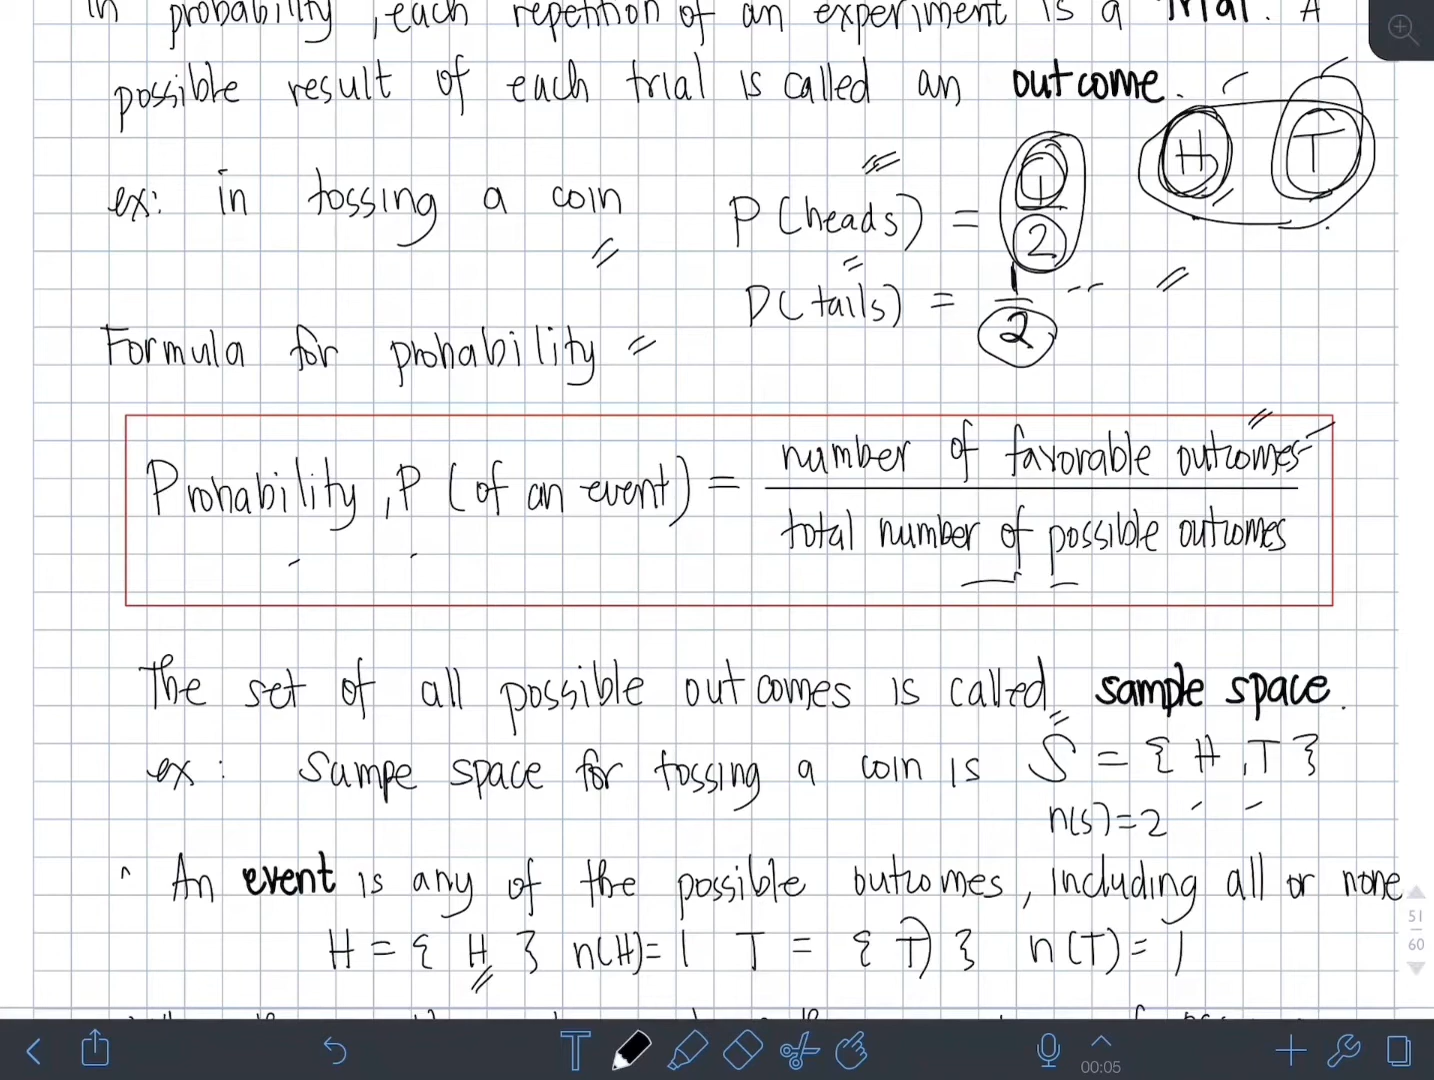 in probability , each repetition of an experiment is a trial. A
possible result of each trial is called an outcome.
H T
ex: in tossing a coin
P (heads) = 1/2
P(tails) = 1/2
Formula for probability =
Probability , P (of an event) = number of favorable outcomes
total number of possible outcomes
The set of all possible outcomes is called sample space.
ex : Sampe space for tossing a coin is S = { H , T }
n(s) = 2
An event is any of the possible outcomes, including all or none
H = { H } n(H) = 1 T = { T } n(T) = 1
51
60
T
00:05